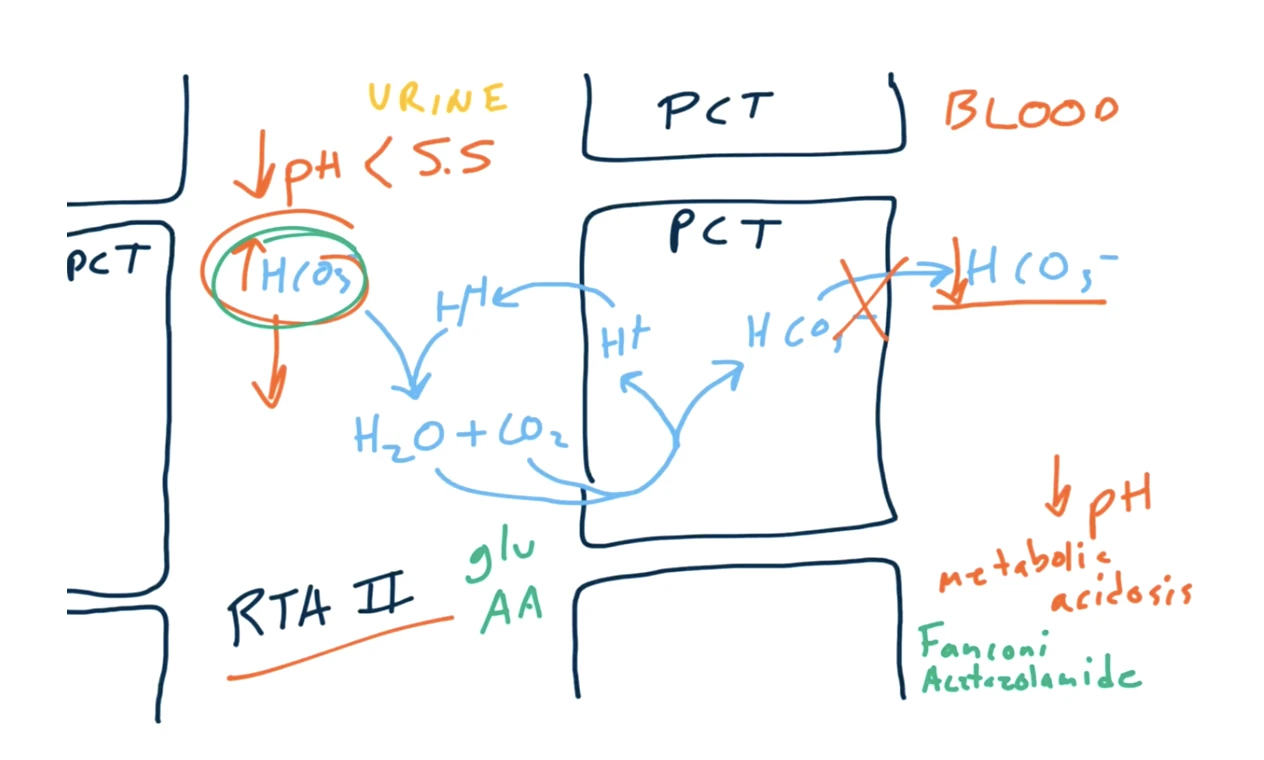 URINE
PCT
BLOOD
↓ pH < 5.5
PCT
PCT
↑HCO3
↓HCO3-
H+
H+
HCO3-
H2O + CO2
↓ pH
metabolic
acidosis
RTA II
glu
AA
Fanconi
Acetazolamide